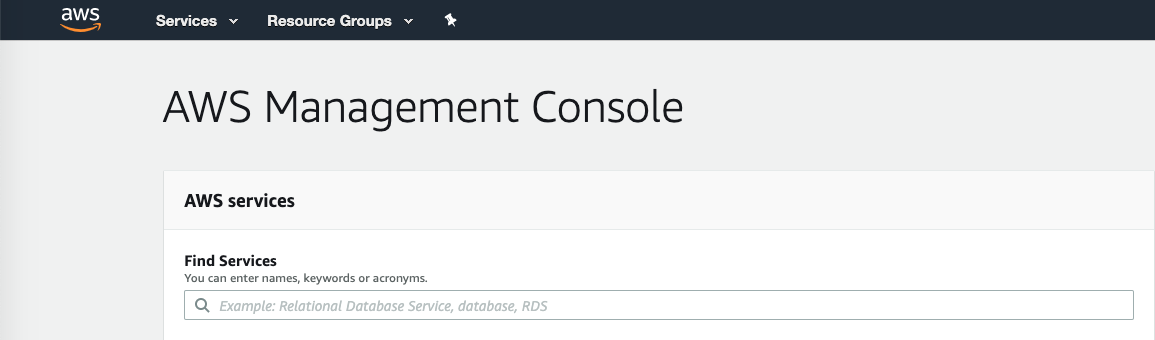 aws Services Resource Groups
AWS Management Console
AWS services
Find Services
You can enter names, keywords or acronyms.
Example: Relational Database Service, database, RDS